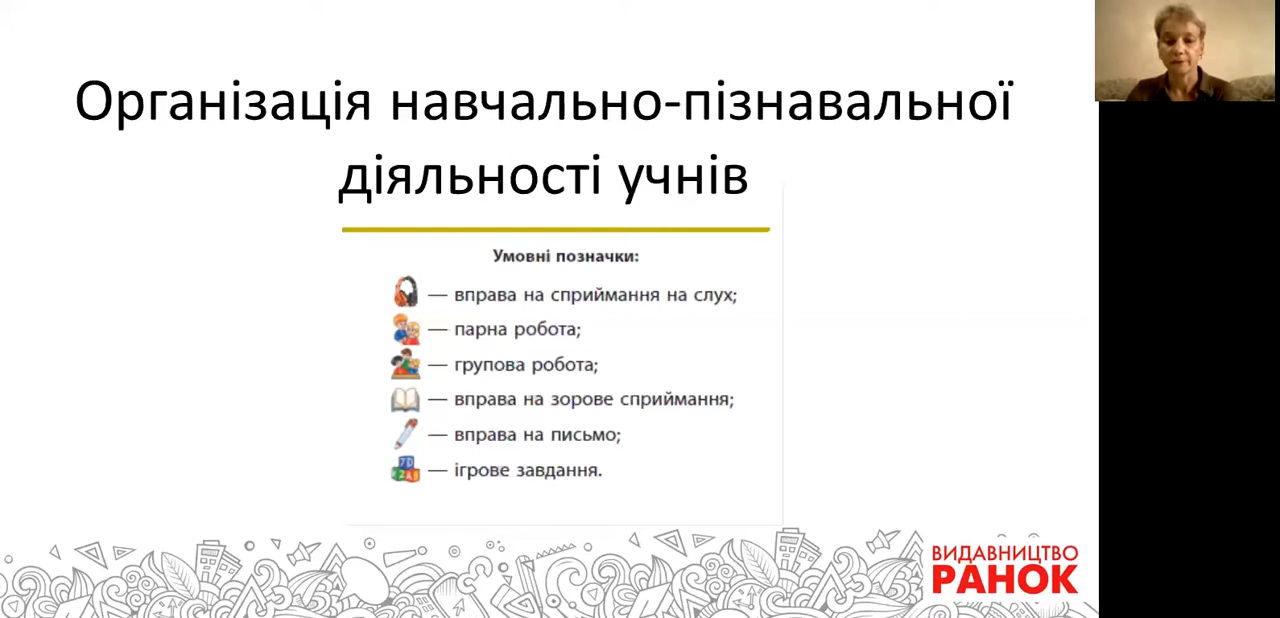 Організація навчально-пізнавальної
діяльності учнів
Умовні позначки:
— вправа на сприймання на слух;
— парна робота;
— групова робота;
— вправа на зорове сприймання;
— вправа на письмо;
— ігрове завдання.
ВИДАВНИЦТВО
РАНОК